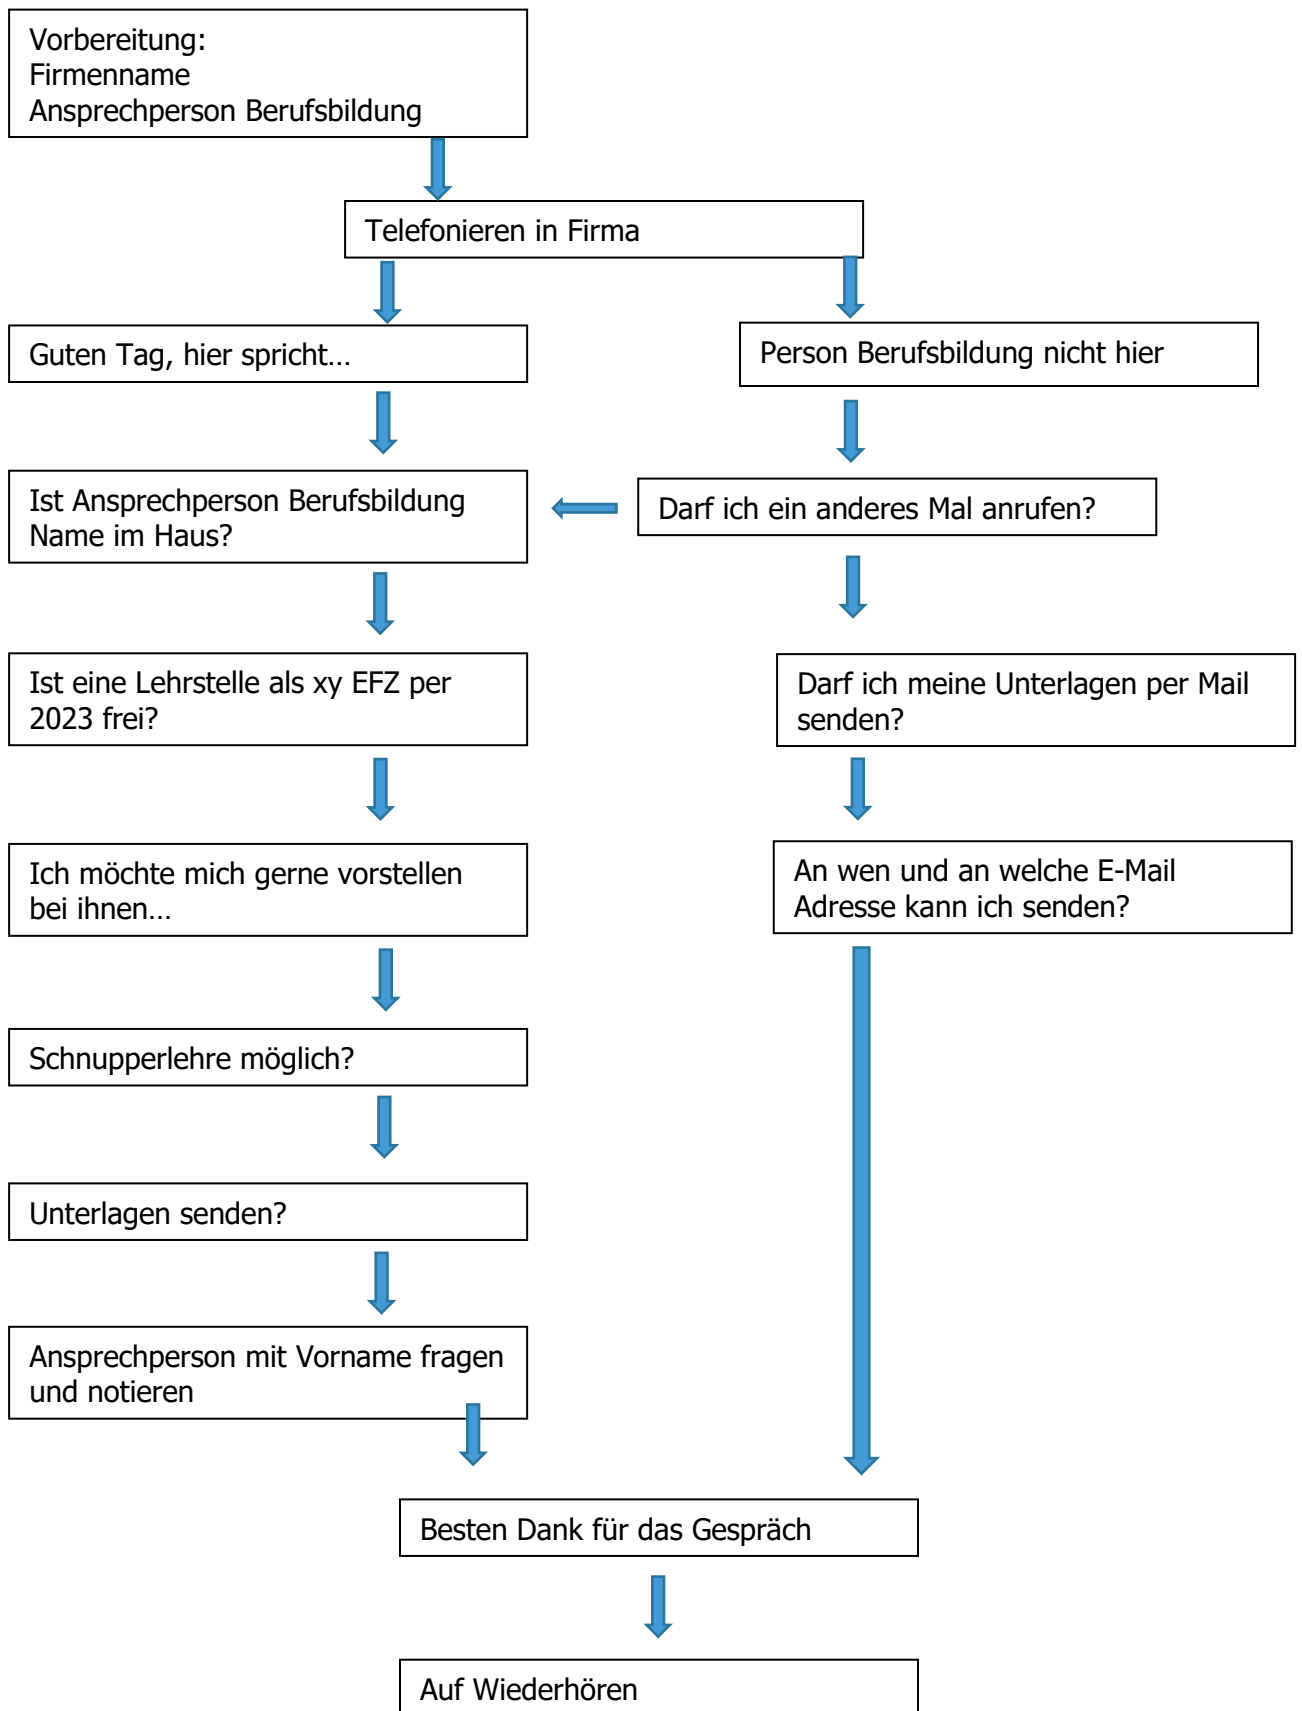 Vorbereitung:
Firmenname
Ansprechperson Berufsbildung
Telefonieren in Firma
Guten Tag, hier spricht…
Person Berufsbildung nicht hier
Ist Ansprechperson Berufsbildung
Name im Haus?
Darf ich ein anderes Mal anrufen?
Ist eine Lehrstelle als xy EFZ per
2023 frei?
Darf ich meine Unterlagen per Mail
senden?
Ich möchte mich gerne vorstellen
bei ihnen…
An wen und an welche E-Mail
Adresse kann ich senden?
Schnupperlehre möglich?
Unterlagen senden?
Ansprechperson mit Vorname fragen
und notieren
Besten Dank für das Gespräch
Auf Wiederhören